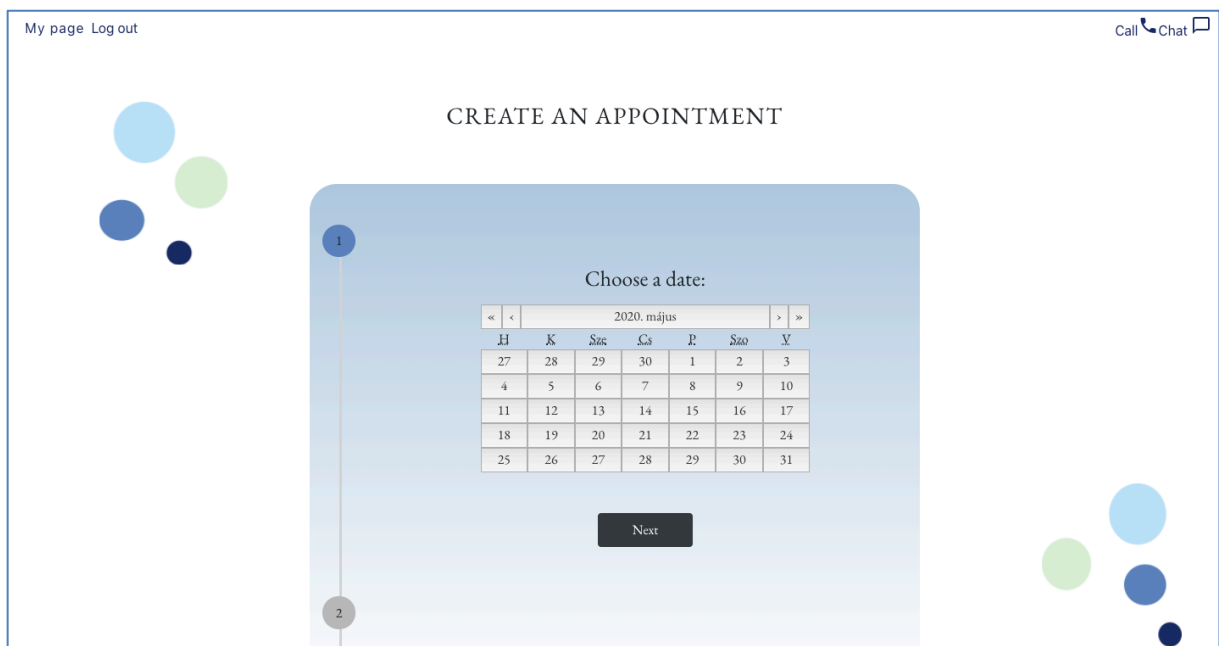 My page Log out Call Chat
CREATE AN APPOINTMENT
1
Choose a date:
« ‹ 2020. május › »
H K Sze Cs P Szo V
27 28 29 30 1 2 3
4 5 6 7 8 9 10
11 12 13 14 15 16 17
18 19 20 21 22 23 24
25 26 27 28 29 30 31
Next
2